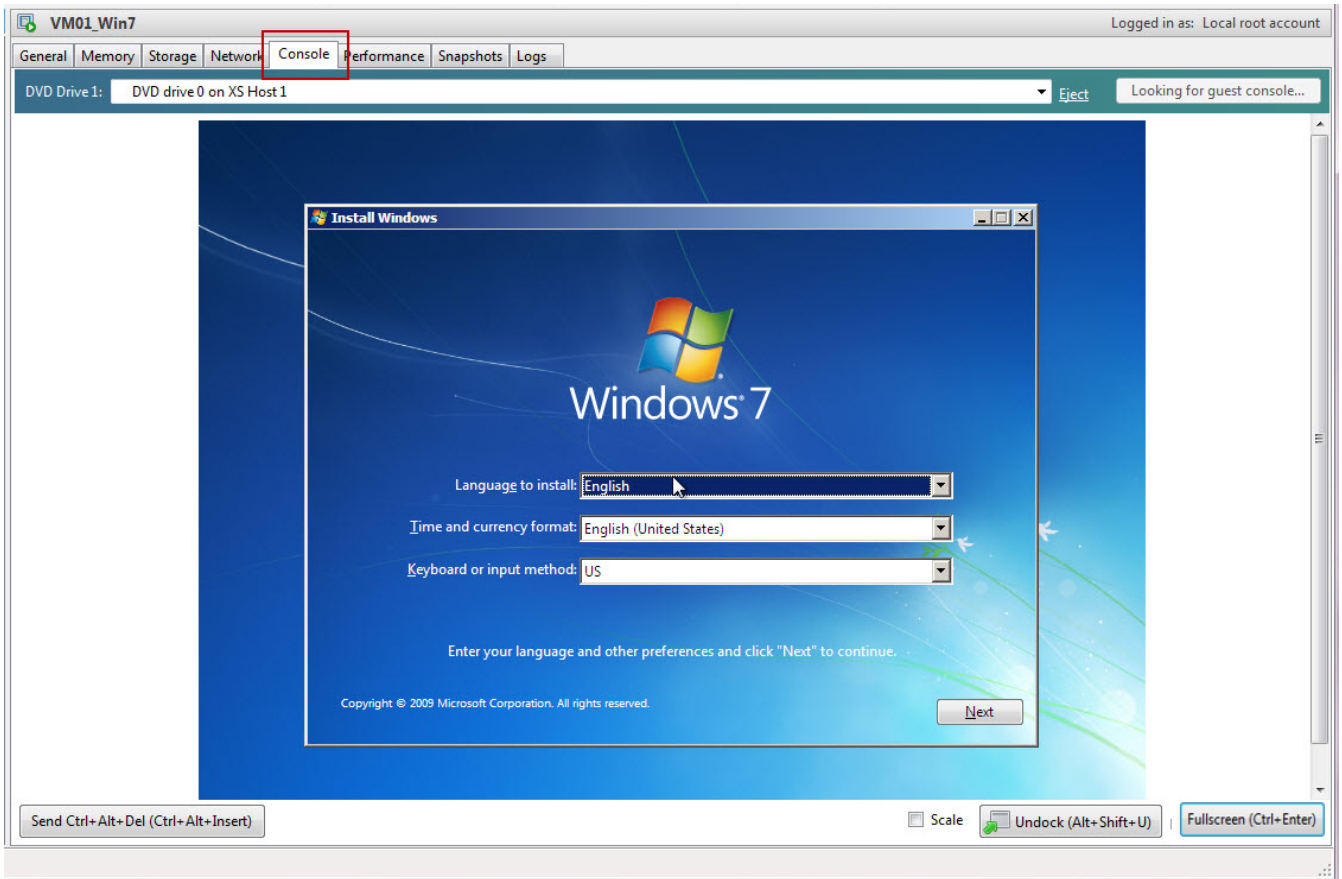 VM01_Win7 Logged in as: Local root account
General Memory Storage Network Console Performance Snapshots Logs
DVD Drive 1: DVD drive 0 on XS Host 1 Eject Looking for guest console...
Install Windows
Windows 7
Language to install: English
Time and currency format: English (United States)
Keyboard or input method: US
Enter your language and other preferences and click "Next" to continue.
Copyright © 2009 Microsoft Corporation. All rights reserved.
Next
Send Ctrl+Alt+Del (Ctrl+Alt+Insert) Scale Undock (Alt+Shift+U) Fullscreen (Ctrl+Enter)